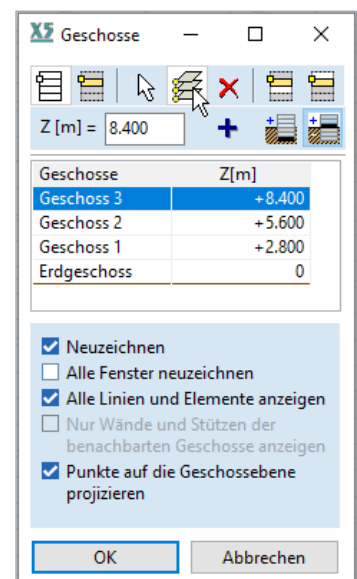 X5 Geschosse
Z [m] = 8.400
Geschosse Z[m]
Geschoss 3 +8.400
Geschoss 2 +5.600
Geschoss 1 +2.800
Erdgeschoss 0
Neuzeichnen
Alle Fenster neuzeichnen
Alle Linien und Elemente anzeigen
Nur Wände und Stützen der
benachbarten Geschosse anzeigen
Punkte auf die Geschossebene
projizieren
OK Abbrechen